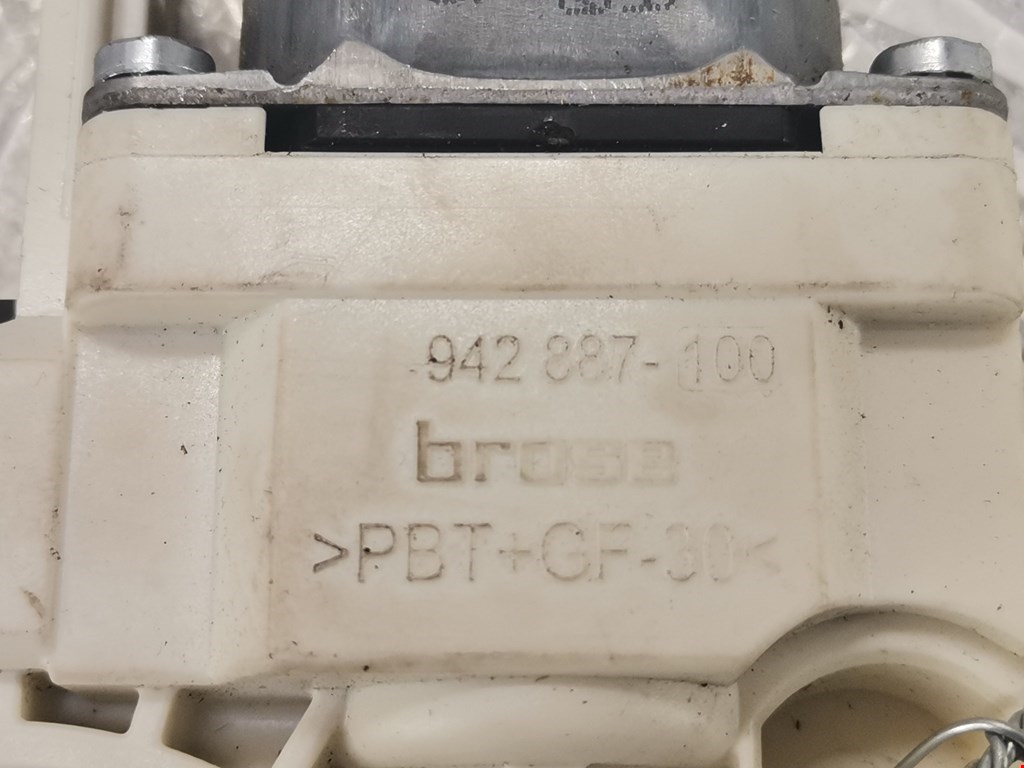 942 887-100
brose
>PBT+GF-30<